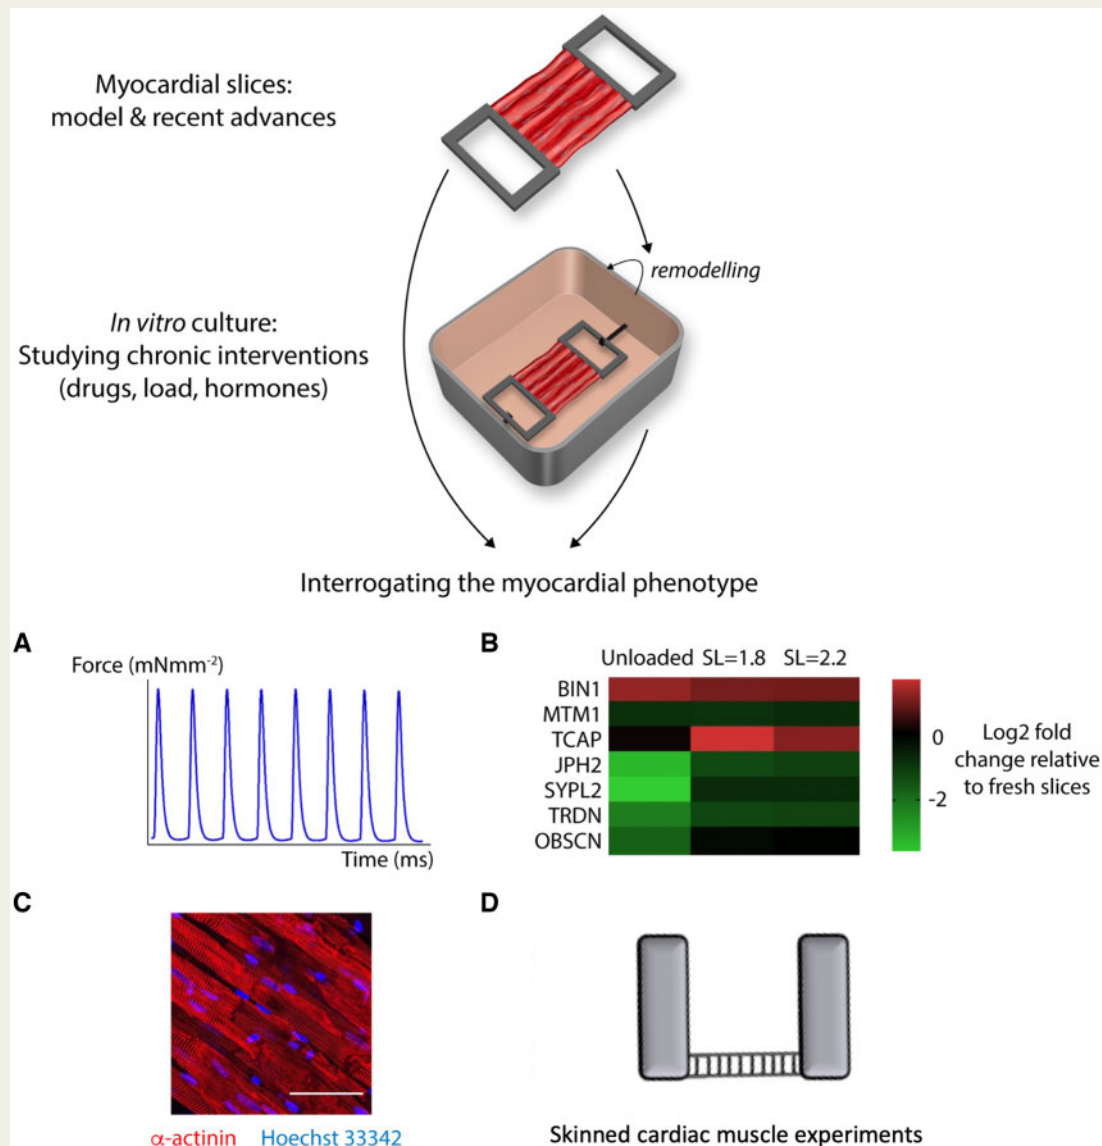 Myocardial slices:
model & recent advances
remodelling
In vitro culture:
Studying chronic interventions
(drugs, load, hormones)
Interrogating the myocardial phenotype
A
Force (mNmm⁻²)
Time (ms)
B
Unloaded SL=1.8 SL=2.2
BIN1
MTM1
TCAP
JPH2
SYPL2
TRDN
OBSCN
0
-2
Log2 fold
change relative
to fresh slices
C
α-actinin Hoechst 33342
D
Skinned cardiac muscle experiments